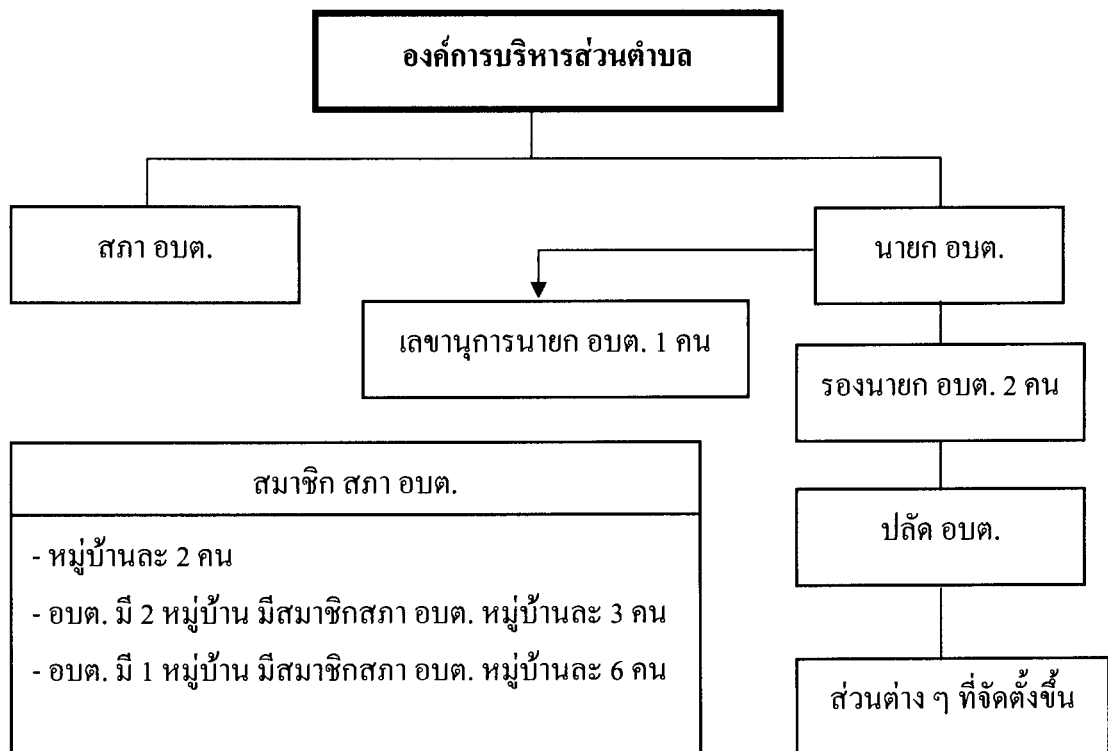 องค์การบริหารส่วนตำบล
สภา อบต.
นายก อบต.
เลขานุการนายก อบต. 1 คน
รองนายก อบต. 2 คน
สมาชิก สภา อบต.
- หมู่บ้านละ 2 คน
- อบต. มี 2 หมู่บ้าน มีสมาชิกสภา อบต. หมู่บ้านละ 3 คน
- อบต. มี 1 หมู่บ้าน มีสมาชิกสภา อบต. หมู่บ้านละ 6 คน
ปลัด อบต.
ส่วนต่าง ๆ ที่จัดตั้งขึ้น